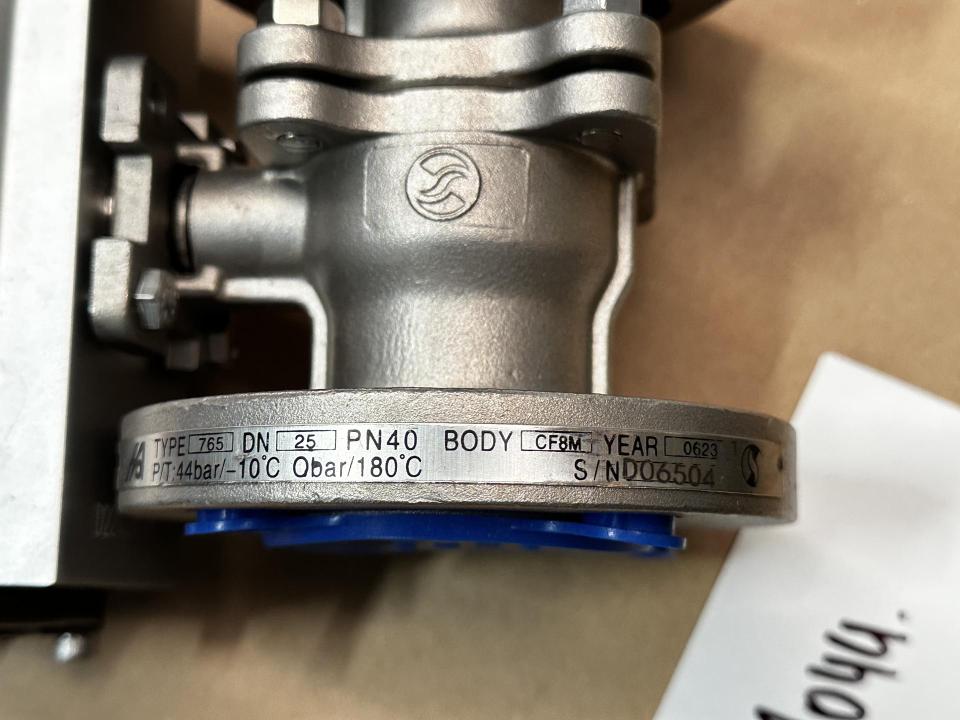 TYPE 765 DN 25 PN40 BODY CF8M YEAR 0623
P/T:44bar/-10°C 0bar/180°C S/N D06504